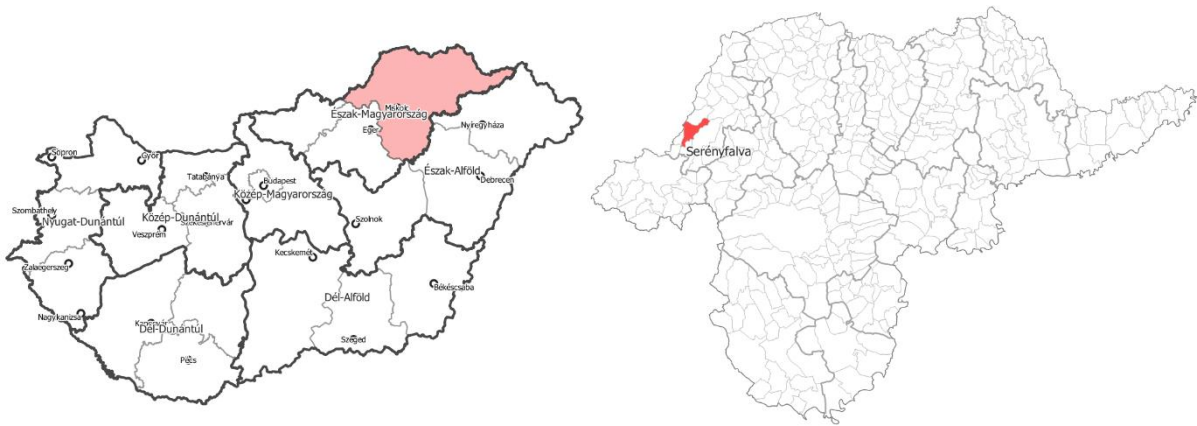 Miskolc
Észak-Magyarország
Nyíregyháza
Eger
Sopron
Győr
Tatabánya
Észak-Alföld
Debrecen
Budapest
Közép-Magyarország
Szombathely
Nyugat-Dunántúl
Közép-Dunántúl
Székesfehérvár
Veszprém
Szolnok
Zalaegerszeg
Kecskemét
Békéscsaba
Dél-Alföld
Nagykanizsa
Kaposvár
Dél-Dunántúl
Szeged
Pécs
Serényfalva